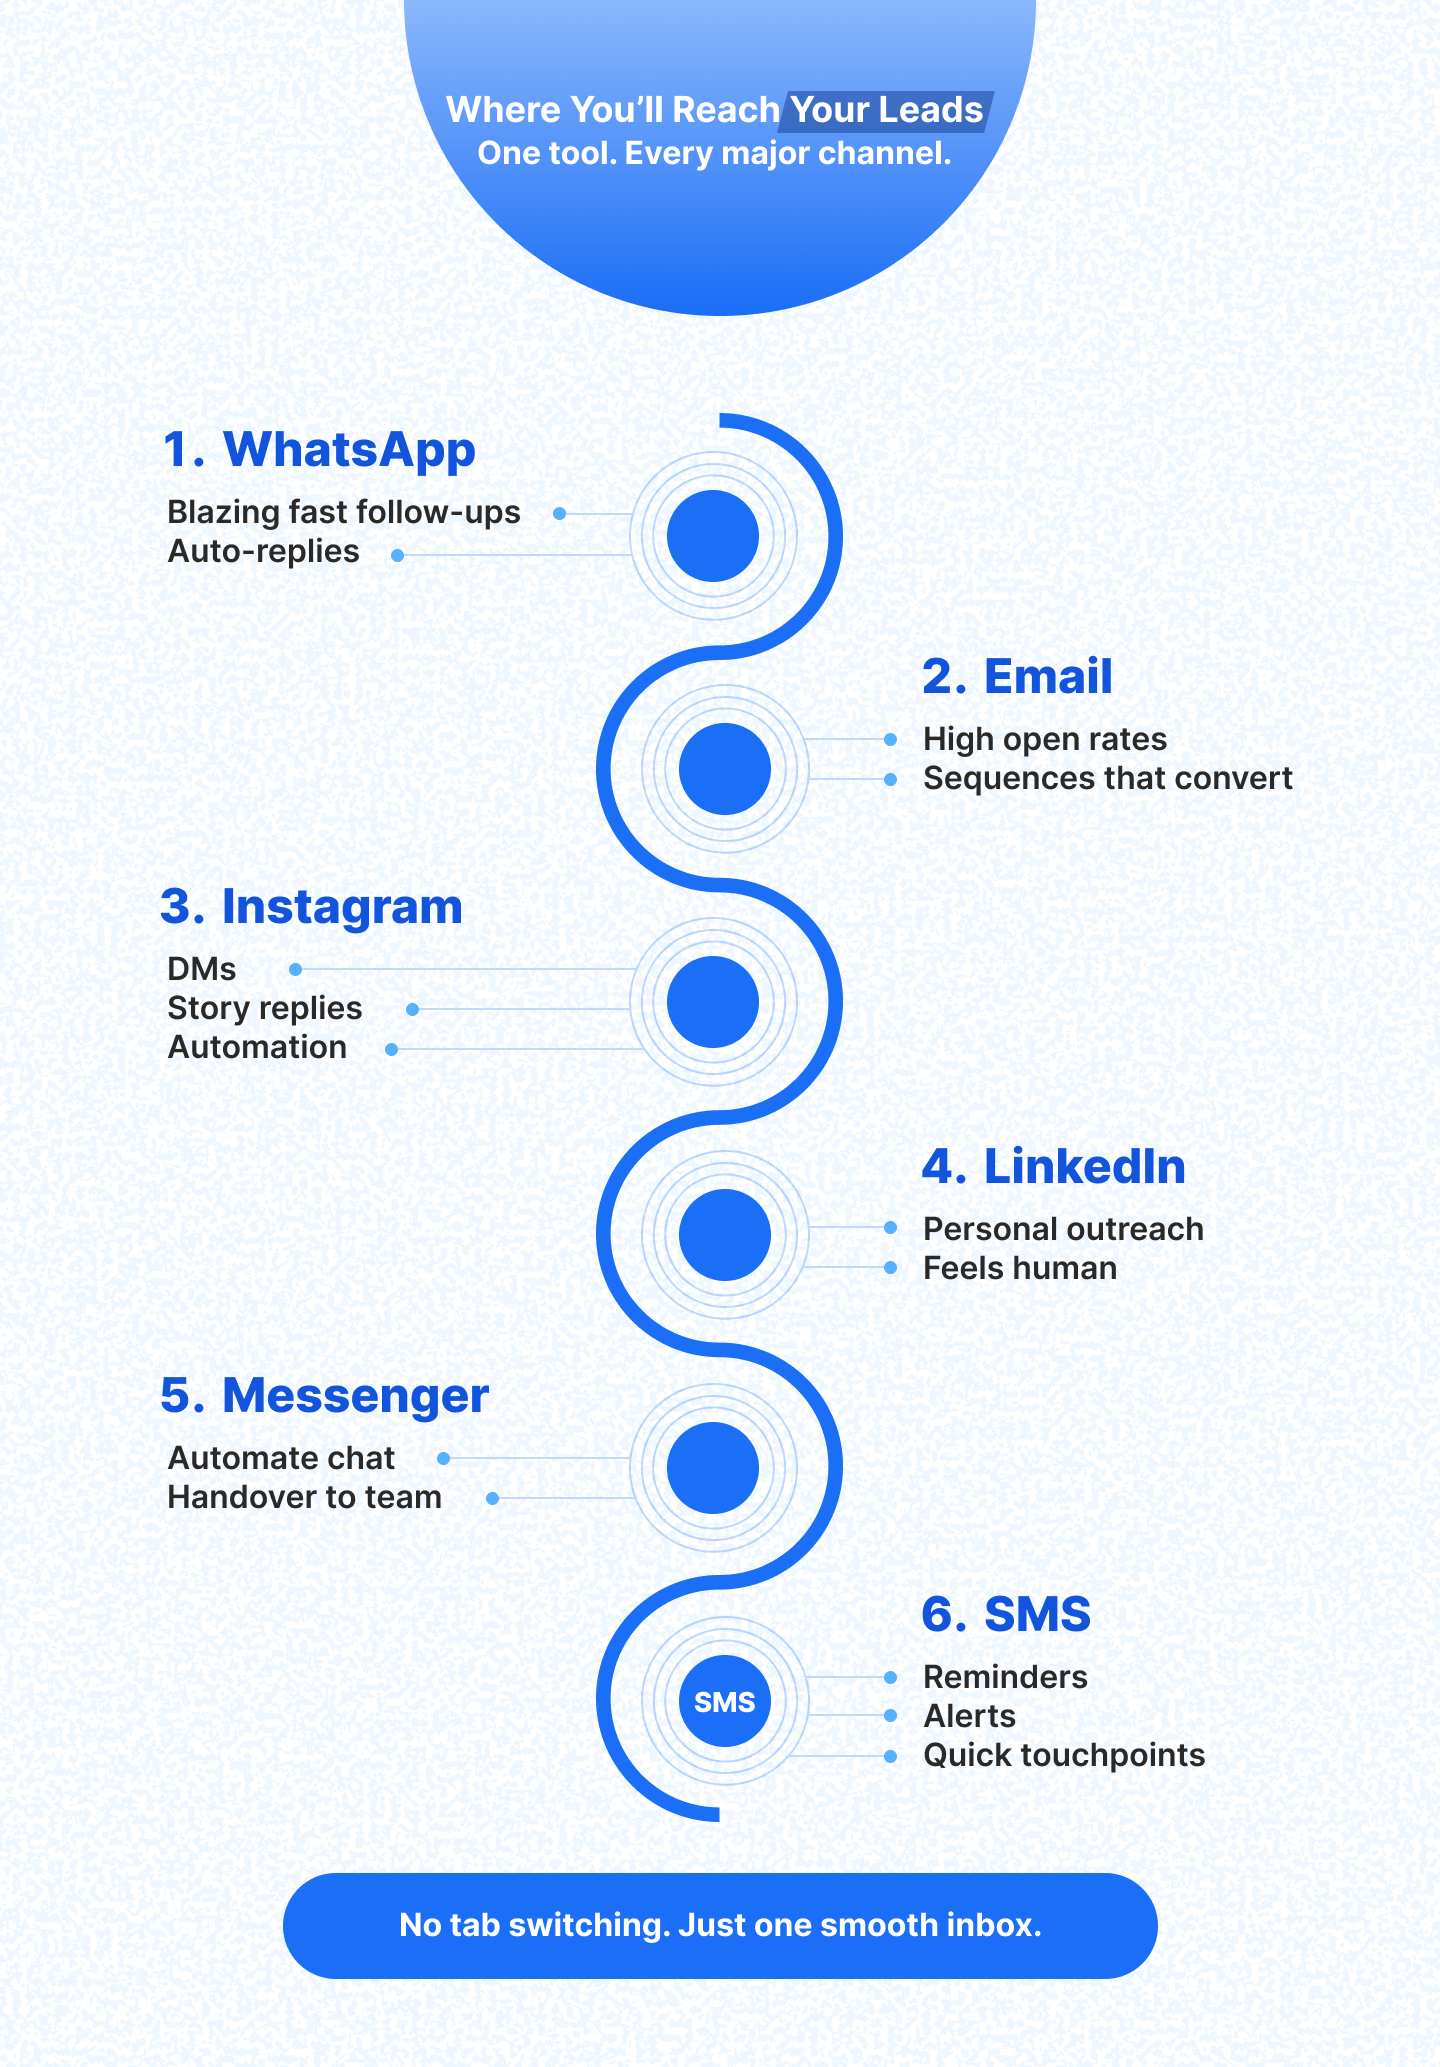 Where You’ll Reach Your Leads
One tool. Every major channel.
1. WhatsApp
Blazing fast follow-ups
Auto-replies
2. Email
High open rates
Sequences that convert
3. Instagram
DMs
Story replies
Automation
4. LinkedIn
Personal outreach
Feels human
5. Messenger
Automate chat
Handover to team
6. SMS
SMS
Reminders
Alerts
Quick touchpoints
No tab switching. Just one smooth inbox.